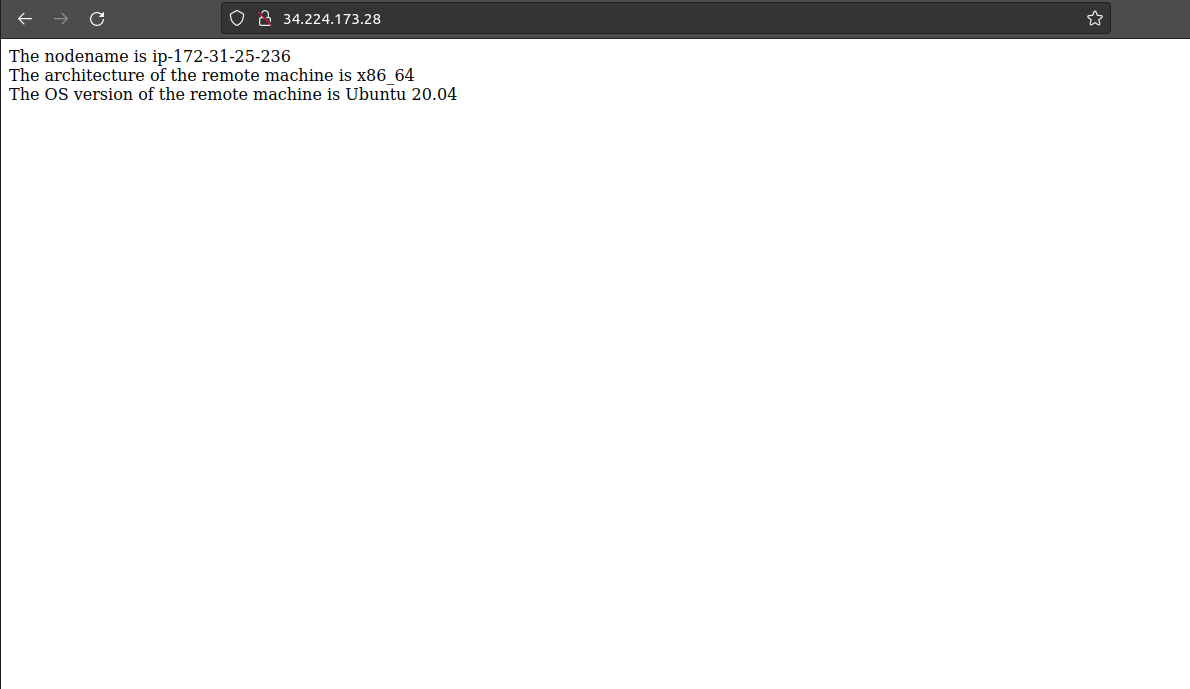 34.224.173.28
The nodename is ip-172-31-25-236
The architecture of the remote machine is x86_64
The OS version of the remote machine is Ubuntu 20.04